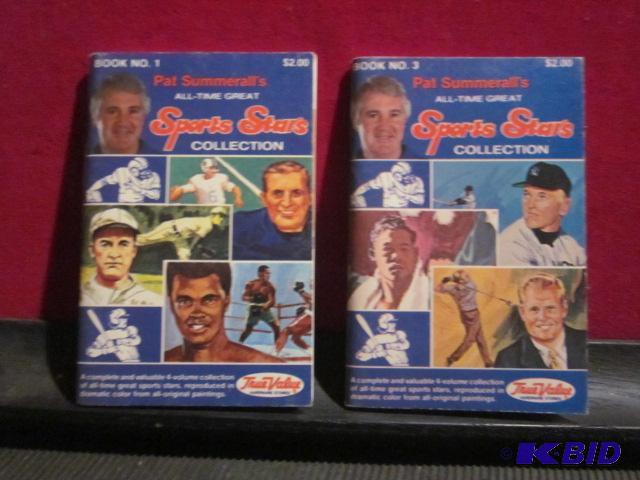 BOOK NO. 1 $2.00
Pat Summerall's
ALL-TIME GREAT
Sports Stars
COLLECTION
A complete and valuable 4-volume collection
of all-time great sports stars, reproduced in
dramatic color from all-original paintings.
True Value
HARDWARE STORES
BOOK NO. 3 $2.00
Pat Summerall's
ALL-TIME GREAT
Sports Stars
COLLECTION
A complete and valuable 4-volume collection
of all-time great sports stars, reproduced in
dramatic color from all-original paintings.
True Value
HARDWARE STORES
© K-BID